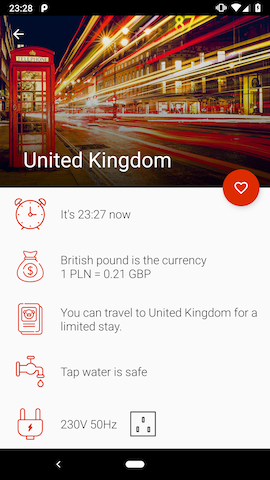 23:28
87
TELEPHONE
United Kingdom
It's 23:27 now
British pound is the currency
1 PLN = 0.21 GBP
You can travel to United Kingdom for a
limited stay.
Tap water is safe
230V 50Hz